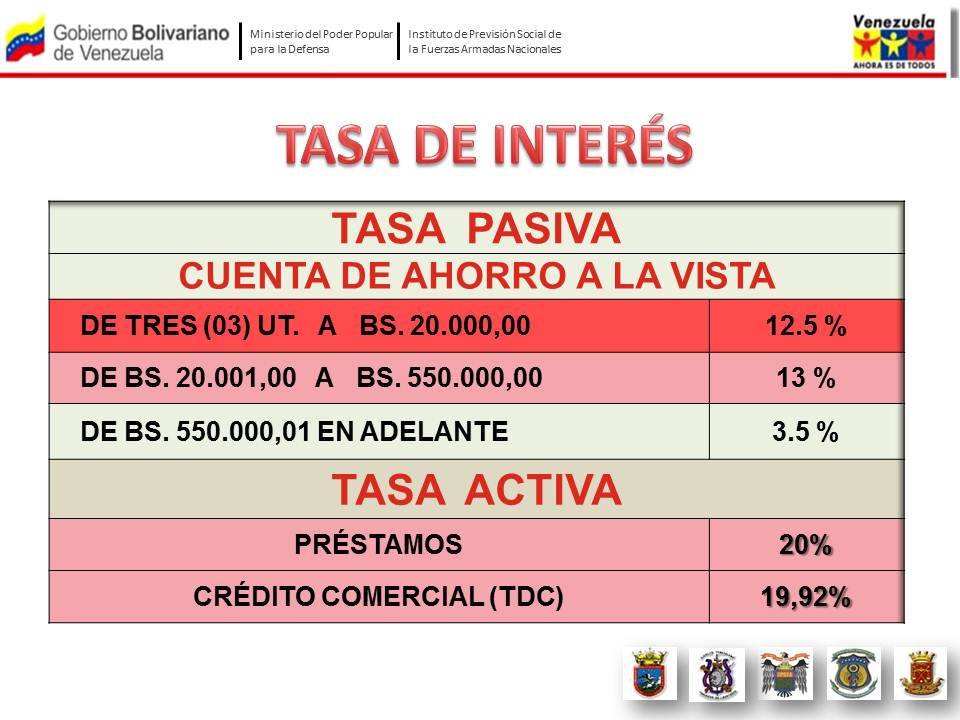 Gobierno Bolivariano
de Venezuela
Ministerio del Poder Popular
para la Defensa
Instituto de Previsión Social de
la Fuerzas Armadas Nacionales
Venezuela
AHORA ES DE TODOS
TASA DE INTERÉS
TASA PASIVA
CUENTA DE AHORRO A LA VISTA
DE TRES (03) UT. A BS. 20.000,00 12.5 %
DE BS. 20.001,00 A BS. 550.000,00 13 %
DE BS. 550.000,01 EN ADELANTE 3.5 %
TASA ACTIVA
PRÉSTAMOS 20%
CRÉDITO COMERCIAL (TDC) 19,92%